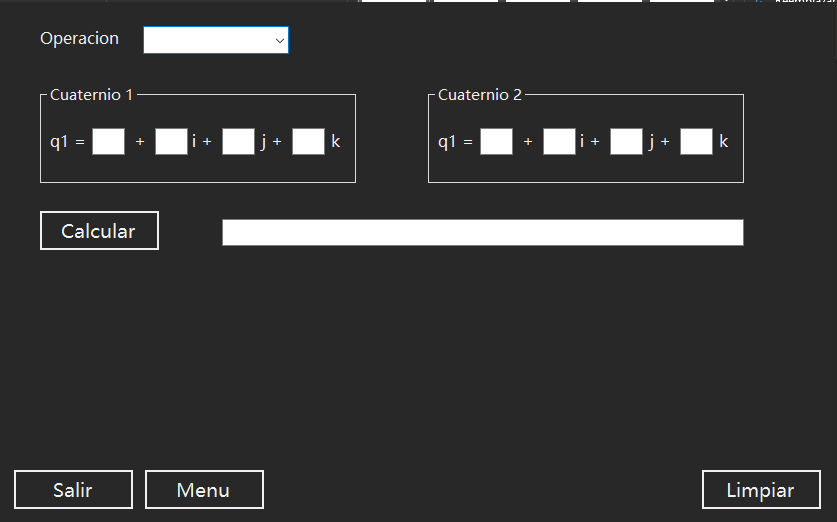 Operacion
Cuaternio 1
q1 = + i + j + k
Cuaternio 2
q1 = + i + j + k
Calcular
Salir
Menu
Limpiar